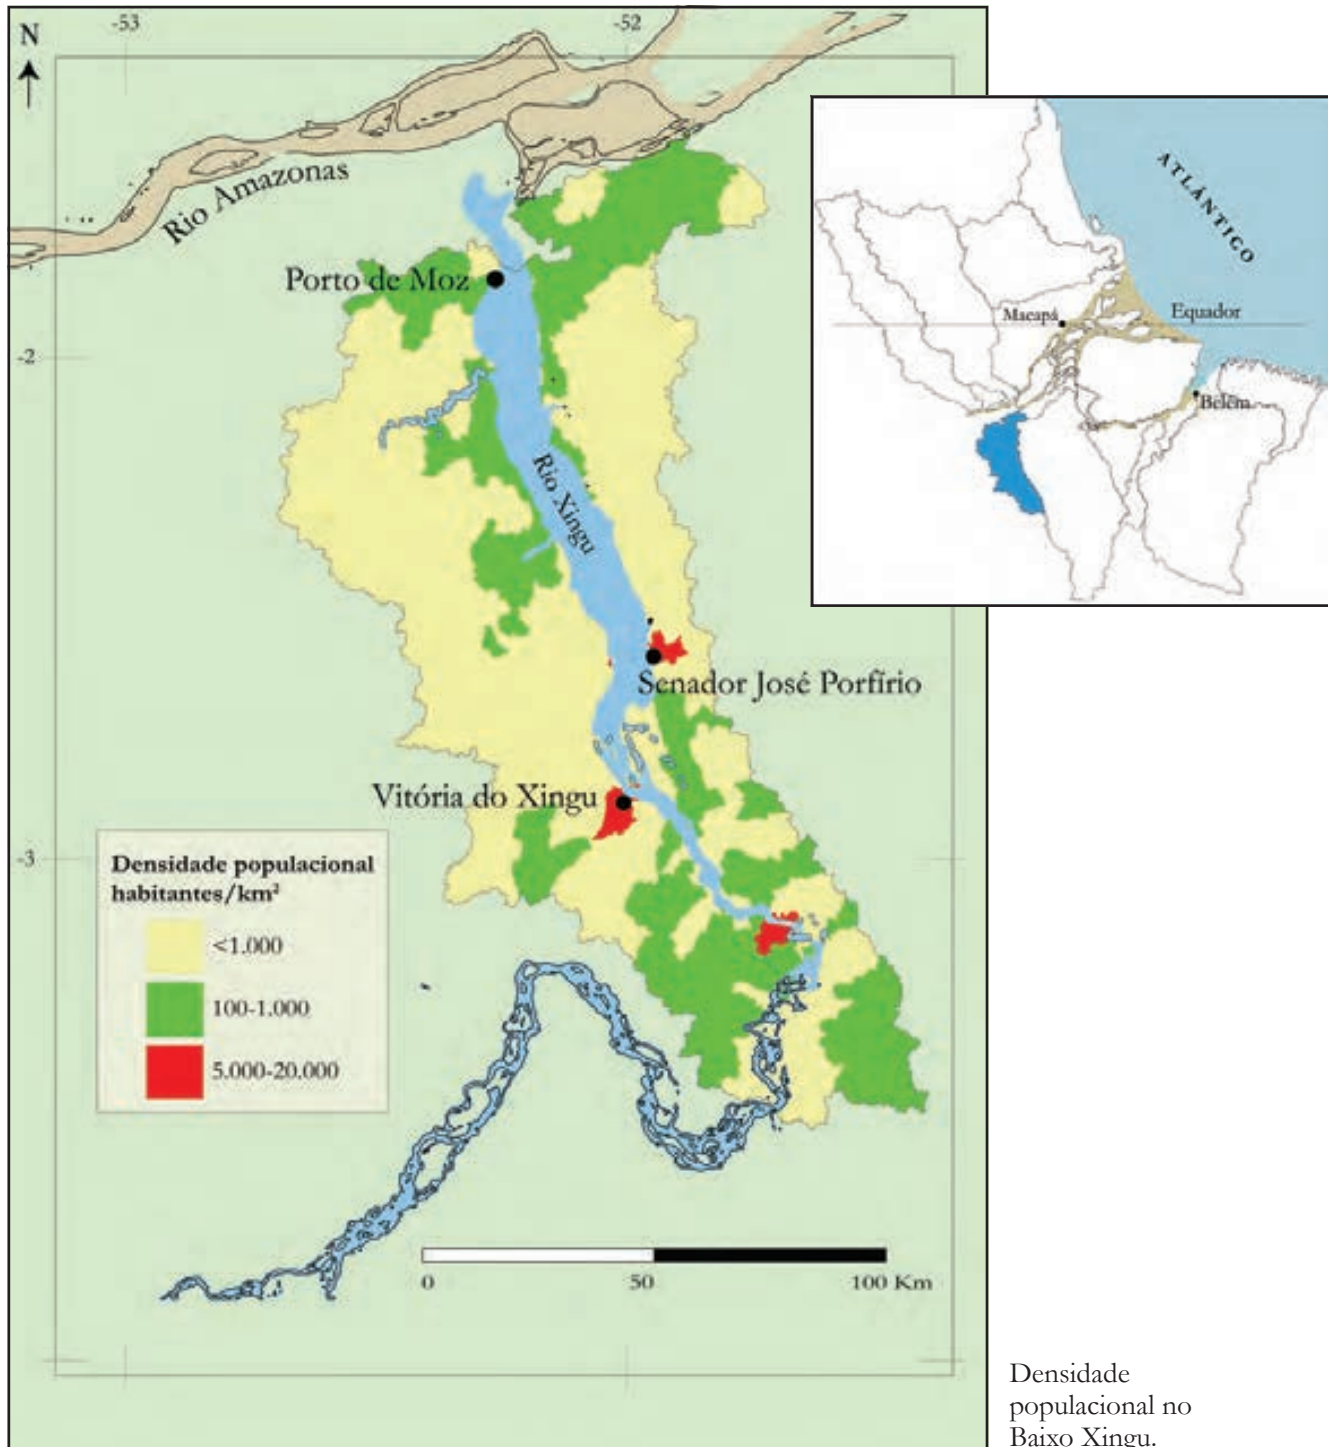 -53
-52
N
Rio Amazonas
Porto de Moz
-2
Rio Xingu
Senador José Porfírio
Vitória do Xingu
-3
Densidade populacional
habitantes/km²
<1.000
100-1.000
5.000-20.000
0 50 100 Km
ATLÁNTICO
Equador
Macapá
Belém
Densidade
populacional no
Baixo Xingu.